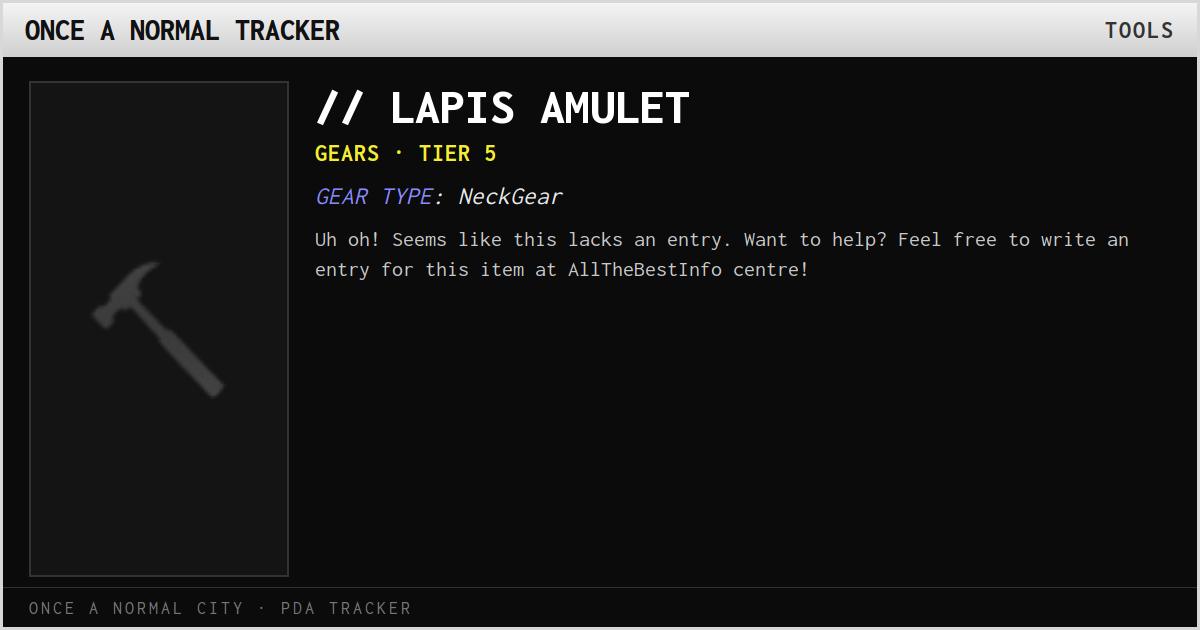 ONCE A NORMAL TRACKER
TOOLS
// LAPIS AMULET
GEARS · TIER 5
GEAR TYPE: NeckGear
Uh oh! Seems like this lacks an entry. Want to help? Feel free to write an
entry for this item at AllTheBestInfo centre!
ONCE A NORMAL CITY · PDA TRACKER